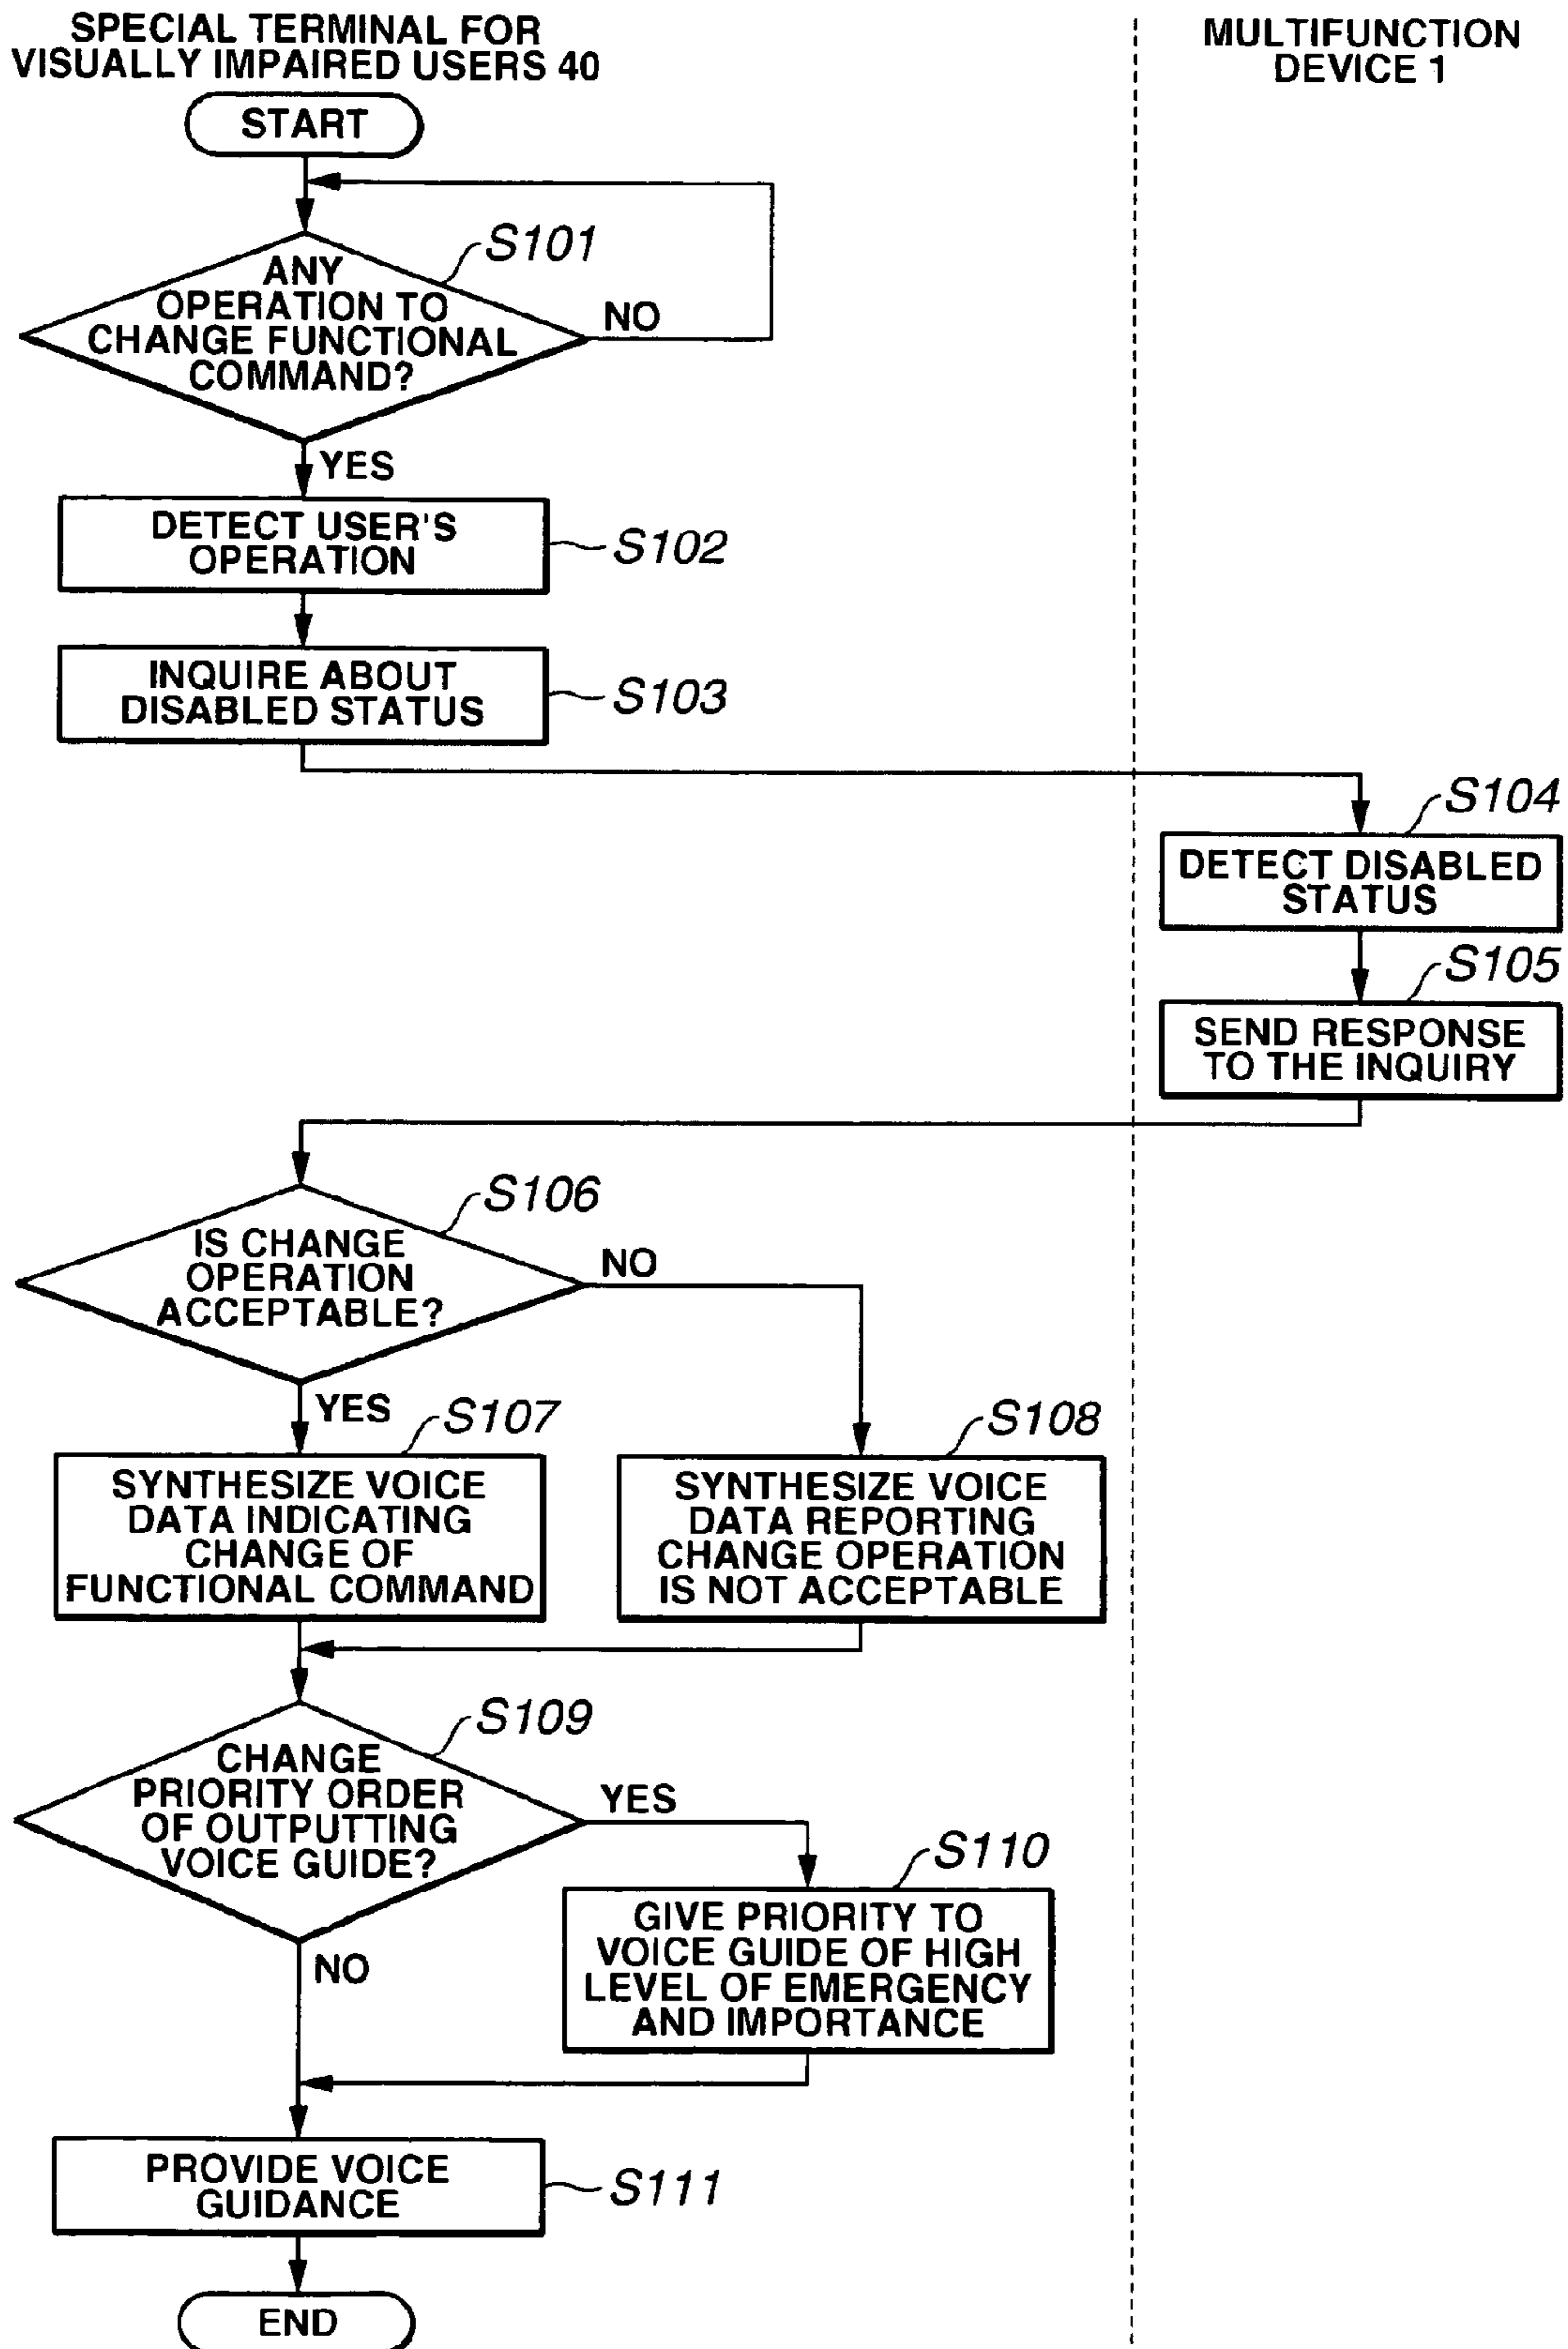 SPECIAL TERMINAL FOR
VISUALLY IMPAIRED USERS 40
MULTIFUNCTION
DEVICE 1
START
S101
ANY
OPERATION TO
CHANGE FUNCTIONAL
COMMAND?
NO
YES
DETECT USER'S
OPERATION
S102
INQUIRE ABOUT
DISABLED STATUS
S103
S104
DETECT DISABLED
STATUS
S105
SEND RESPONSE
TO THE INQUIRY
S106
IS CHANGE
OPERATION
ACCEPTABLE?
NO
YES
S107
SYNTHESIZE VOICE
DATA INDICATING
CHANGE OF
FUNCTIONAL COMMAND
S108
SYNTHESIZE VOICE
DATA REPORTING
CHANGE OPERATION
IS NOT ACCEPTABLE
S109
CHANGE
PRIORITY ORDER
OF OUTPUTTING
VOICE GUIDE?
YES
NO
S110
GIVE PRIORITY TO
VOICE GUIDE OF HIGH
LEVEL OF EMERGENCY
AND IMPORTANCE
PROVIDE VOICE
GUIDANCE
S111
END